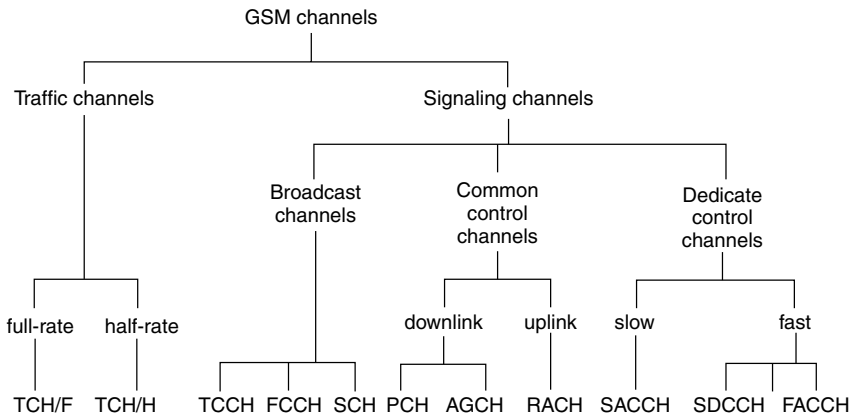 GSM channels
Traffic channels
Signaling channels
Broadcast
channels
Common
control
channels
Dedicate
control
channels
full-rate
half-rate
downlink
uplink
slow
fast
TCH/F
TCH/H
TCCH
FCCH
SCH
PCH
AGCH
RACH
SACCH
SDCCH
FACCH